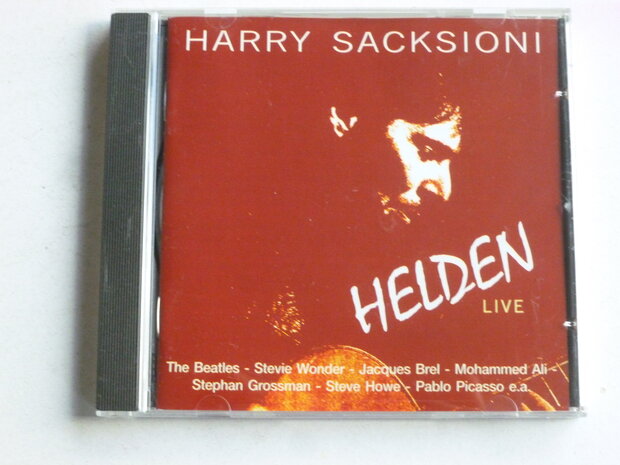 HARRY SACKSIONI
HELDEN
LIVE
The Beatles - Stevie Wonder - Jacques Brel - Mohammed Ali -
Stephan Grossman - Steve Howe - Pablo Picasso e.a.